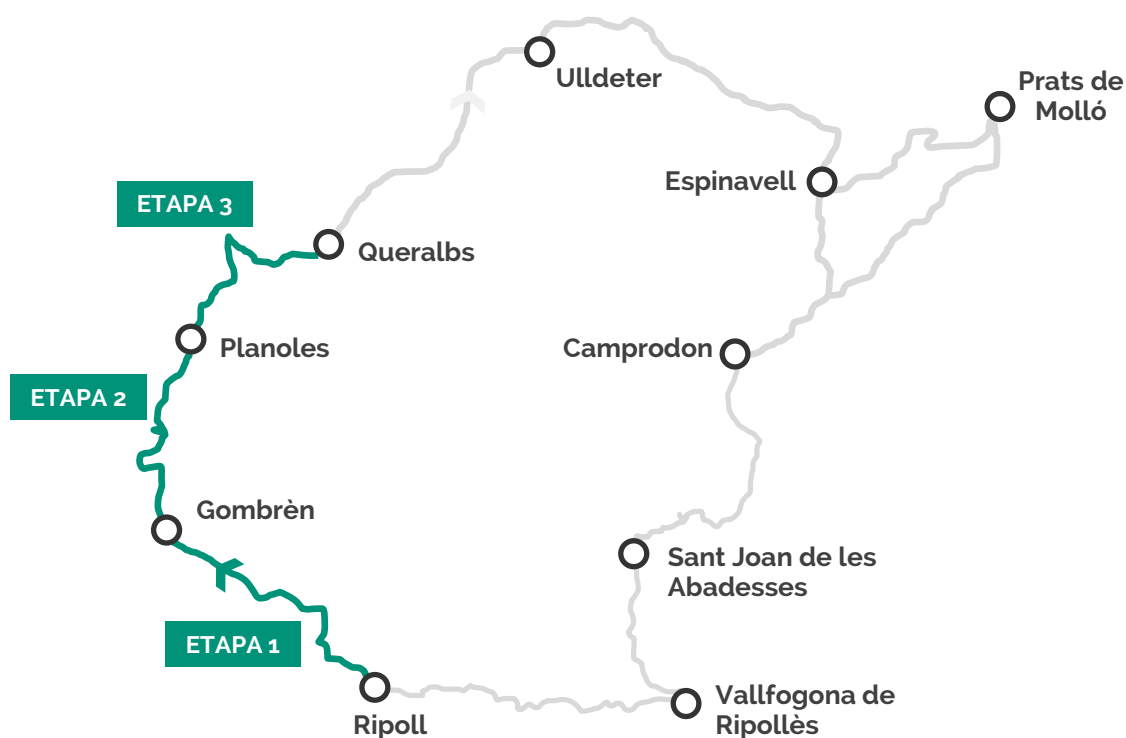 Ulldeter
Prats de
Molló
Espinavell
ETAPA 3
Queralbs
Planoles
Camprodon
ETAPA 2
Gombrèn
Sant Joan de les
Abadesses
ETAPA 1
Vallfogona de
Ripollès
Ripoll